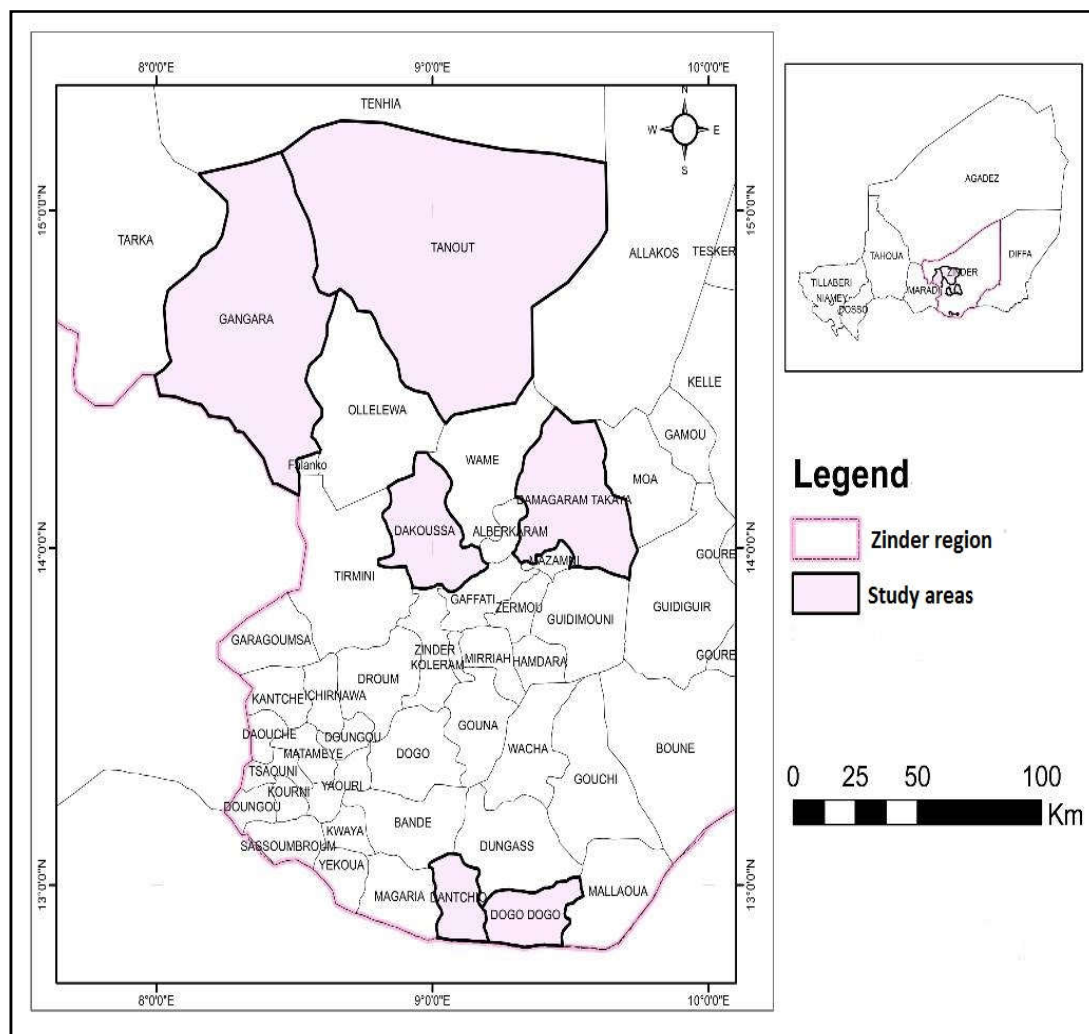 8°0'0"E 9°0'0"E 10°0'0"E
TENHIA
N
W E
S
15°0'0"N 15°0'0"N
TARKA
TANOUT
ALLAKOS
TESKER
GANGARA
KELLE
OLLELEWA
GAMOU
WAME
Falanko
MOA
DAMAGARAM TAKAYA
DAKOUSSA
ALBERKARAM
14°0'0"N 14°0'0"N
GOURE
MAZAMNI
TIRMINI
GAFFATI
ZERMOU
GUIDIGUIR
GUIDIMOUNI
GARAGOUMSA
ZINDER
KOLERAM
MIRRIAH
HAMDARA
GOURE
DROUM
KANTCHE
ICHIRNAWA
GOUNA
DAOUCHE
DOUNGOU
WACHA
BOUNE
MATAMEYE
DOGO
TSAOUNI
GOUCHI
KOURNI
YAOURI
DOUNGOU
BANDE
KWAYA
SASSOUMBROUM
DUNGASS
YEKOUA
13°0'0"N 13°0'0"N
MAGARIA
DANTCHIO
MALLAOUA
DOGO DOGO
8°0'0"E 9°0'0"E 10°0'0"E
AGADEZ
TAHOUA
DIFFA
ZINDER
TILLABERI
MARADI
NIAMEY
DOSSO
Legend
Zinder region
Study areas
0 25 50 100
Km